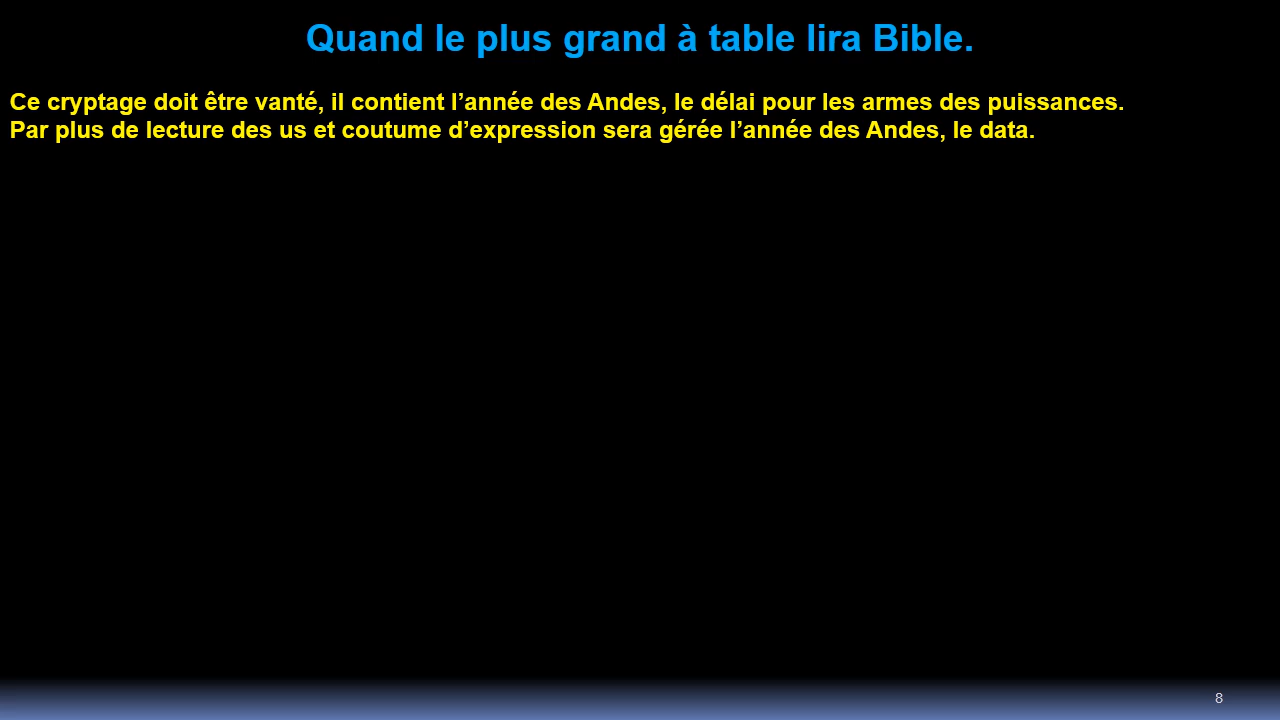 Quand le plus grand à table lira Bible.
Ce cryptage doit être vanté, il contient l’année des Andes, le délai pour les armes des puissances.
Par plus de lecture des us et coutume d’expression sera gérée l’année des Andes, le data.
8